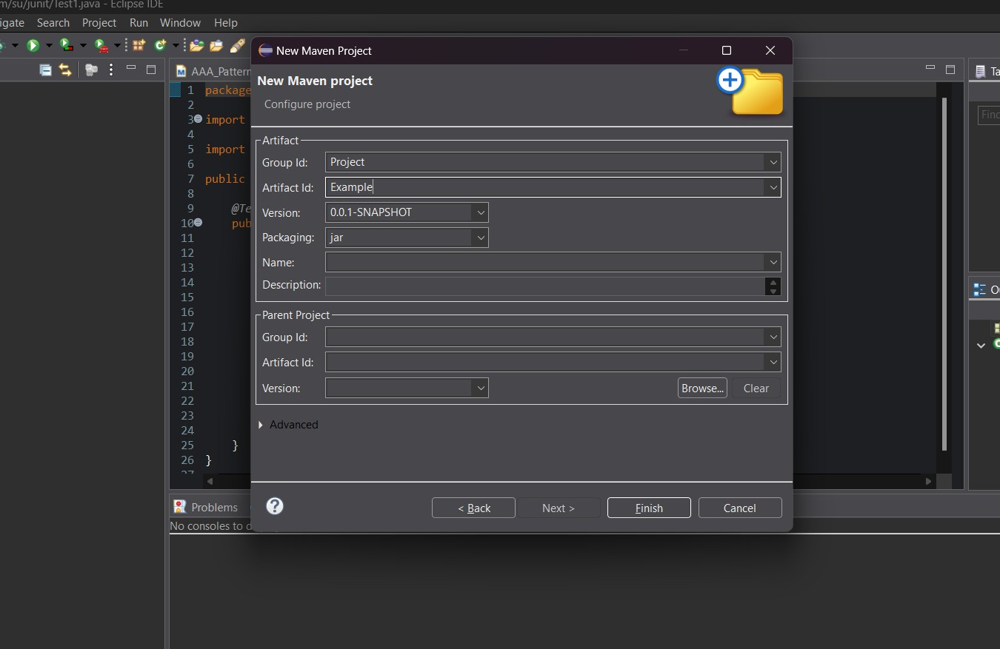 m/su/junit/Test1.java - Eclipse IDE
igate Search Project Run Window Help
New Maven Project
AAA_Pattern
Ta
New Maven project
Configure project
Find
1 package
2
3 import
4
5 import
6
7 public
8
9 @Te
10 pub
11
12
13
14
15
16
17
18
19
20
21
22
23
24
25 }
26 }
27
Artifact
Group Id: Project
Artifact Id: Example
Version: 0.0.1-SNAPSHOT
Packaging: jar
Name:
Description:
Parent Project
Group Id:
Artifact Id:
Version:
Browse... Clear
Advanced
< Back Next > Finish Cancel
Ou
Problems
No consoles to d